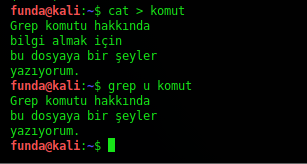 funda@kali:~$ cat > komut
Grep komutu hakkında
bilgi almak için
bu dosyaya bir şeyler
yazıyorum.
funda@kali:~$ grep u komut
Grep komutu hakkında
bu dosyaya bir şeyler
yazıyorum.
funda@kali:~$